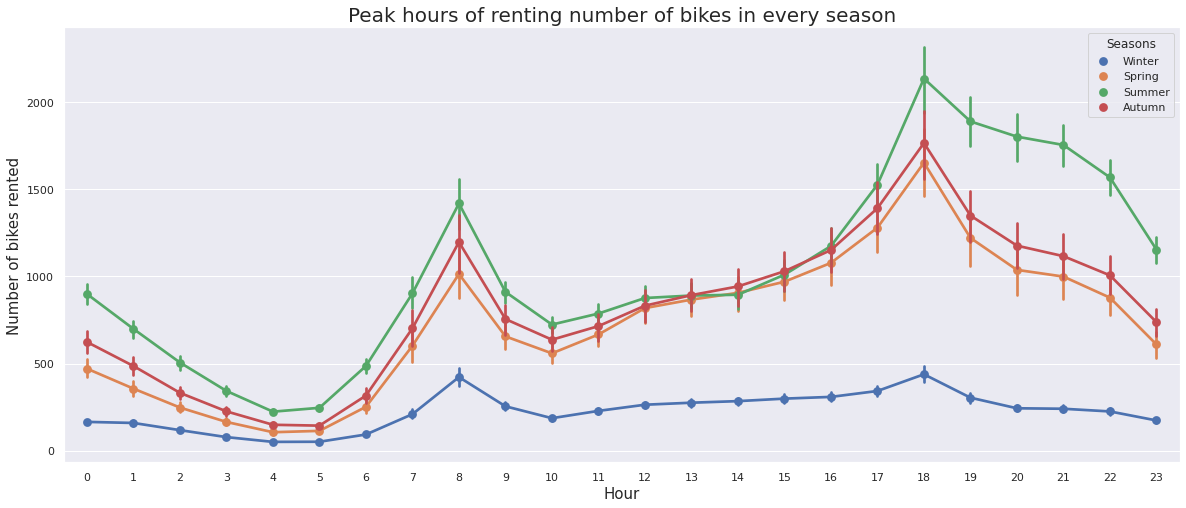 Peak hours of renting number of bikes in every season
Seasons
Winter
Spring
Summer
Autumn
Number of bikes rented
2000
1500
1000
500
0
0 1 2 3 4 5 6 7 8 9 10 11 12 13 14 15 16 17 18 19 20 21 22 23
Hour